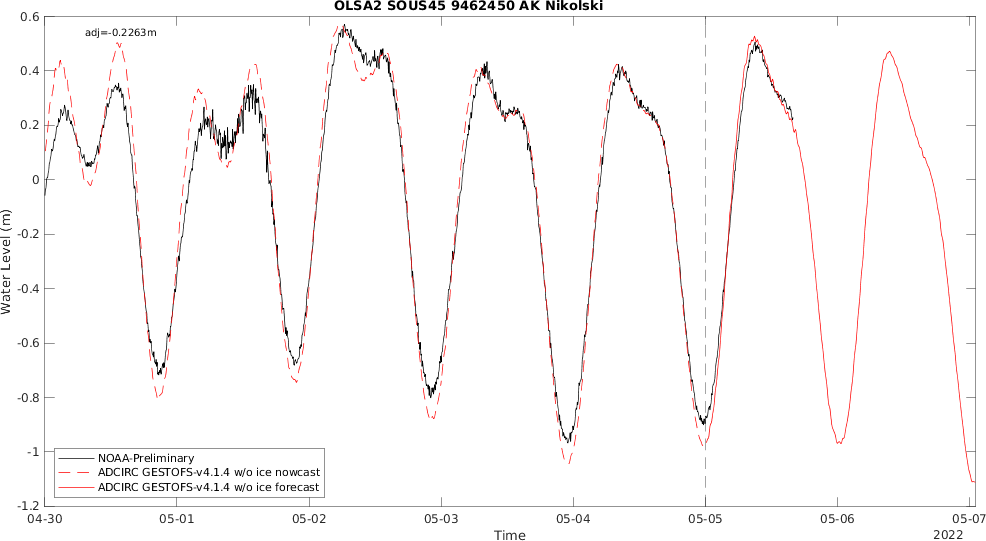 OLSA2 SOUS45 9462450 AK Nikolski
adj=-0.2263m
0.6
0.4
0.2
0
-0.2
-0.4
-0.6
-0.8
-1
-1.2
Water Level (m)
NOAA-Preliminary
ADCIRC GESTOFS-v4.1.4 w/o ice nowcast
ADCIRC GESTOFS-v4.1.4 w/o ice forecast
04-30 05-01 05-02 05-03 05-04 05-05 05-06 05-07
Time
2022